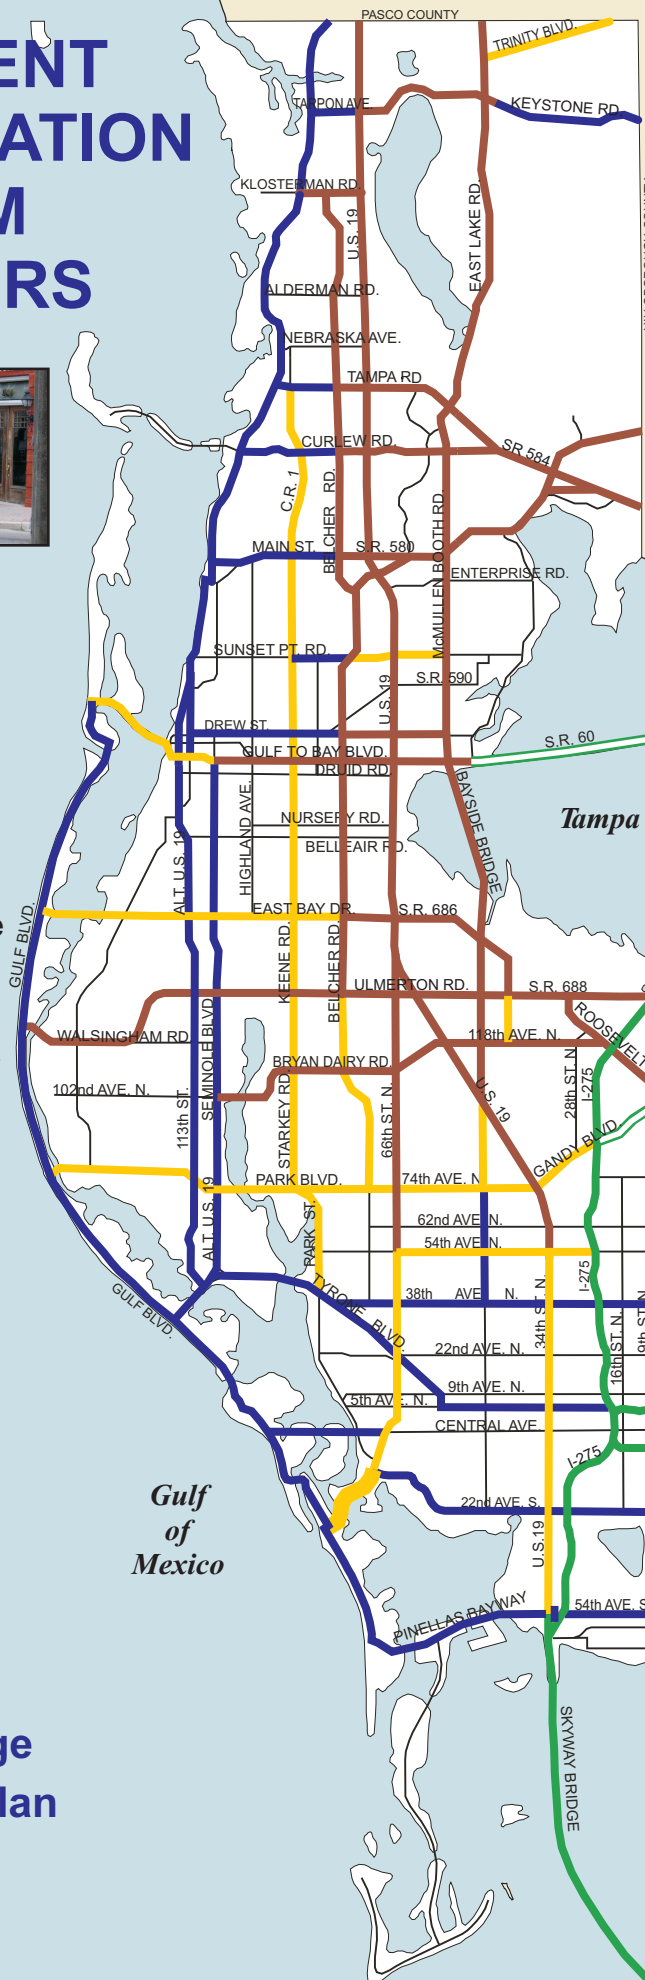 PASCO COUNTY
TRINITY BLVD.
ENT
ATION
M
RS
TARPON AVE.
KEYSTONE RD.
KLOSTERMAN RD.
U.S. 19
EAST LAKE RD.
ALDERMAN RD.
NEBRASKA AVE.
TAMPA RD
CURLEW RD.
SR 584
C.R. 1
BELCHER RD.
McMULLEN BOOTH RD.
MAIN ST.
S.R. 580
ENTERPRISE RD.
SUNSET PT. RD.
S.R. 590
U.S. 19
DREW ST.
S.R. 60
GULF TO BAY BLVD.
DRUID RD.
BAYSIDE BRIDGE
HIGHLAND AVE.
NURSERY RD.
Tampa
BELLEAIR RD.
ALT. U.S. 19
EAST BAY DR.
S.R. 686
GULF BLVD.
e
KEENE RD.
BELCHER RD.
ULMERTON RD.
S.R. 688
WALSINGHAM RD.
SEMINOLE BLVD.
118th AVE. N.
ROOSEVELT
BRYAN DAIRY RD.
102nd AVE. N.
113th ST.
STARKEY RD.
66th ST. N.
U.S. 19
28th ST. N.
I-275
GANDY BLVD.
PARK BLVD.
74th AVE. N.
ALT. U.S. 19
PARK ST.
62nd AVE. N.
54th AVE. N.
GULF BLVD.
TYRONE BLVD.
38th AVE. N.
34th ST. N.
I-275
16th ST. N.
9th ST. N.
22nd AVE. N.
9th AVE. N.
5th AVE. N.
CENTRAL AVE.
I-275
Gulf
of
Mexico
22nd AVE. S.
U.S.19
PINELLAS BAYWAY
54th AVE. S
SKYWAY BRIDGE
ge
lan